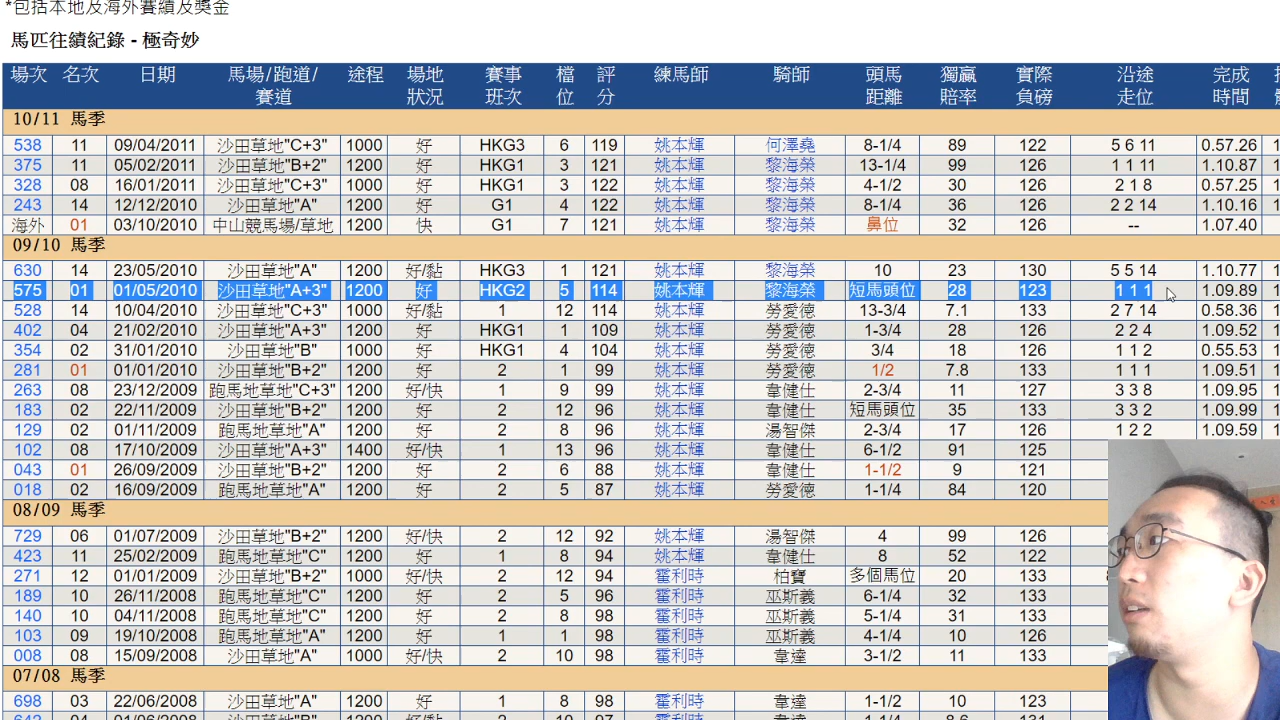 *包括本地及海外賽績及獎金
馬匹往績紀錄 - 極奇妙
場次 名次 日期 馬場/跑道/賽道 途程 場地狀況 賽事班次 檔位 評分 練馬師 騎師 頭馬距離 獨贏賠率 實際負磅 沿途走位 完成時間
10/11 馬季
538 11 09/04/2011 沙田草地"C+3" 1000 好 HKG3 6 119 姚本輝 何澤堯 8-1/4 89 122 5 6 11 0.57.26
375 11 05/02/2011 沙田草地"B+2" 1200 好 HKG1 3 121 姚本輝 黎海榮 13-1/4 99 126 1 1 11 1.10.87
328 08 16/01/2011 沙田草地"C+3" 1000 好 HKG1 3 122 姚本輝 黎海榮 4-1/2 30 126 2 1 8 0.57.25
243 14 12/12/2010 沙田草地"A" 1200 好 G1 4 122 姚本輝 黎海榮 8-1/4 36 126 2 2 14 1.10.16
海外 01 03/10/2010 中山競馬場/草地 1200 快 G1 7 121 姚本輝 黎海榮 鼻位 32 126 -- 1.07.40
09/10 馬季
630 14 23/05/2010 沙田草地"A" 1200 好/黏 HKG3 1 121 姚本輝 黎海榮 10 23 130 5 5 14 1.10.77
575 01 01/05/2010 沙田草地"A+3" 1200 好 HKG2 5 114 姚本輝 黎海榮 短馬頭位 28 123 1 1 1 1.09.89
528 14 10/04/2010 沙田草地"C+3" 1000 好/黏 1 12 114 姚本輝 勞愛德 13-3/4 7.1 133 2 7 14 0.58.36
402 04 21/02/2010 沙田草地"A+3" 1200 好 HKG1 1 109 姚本輝 勞愛德 1-3/4 28 126 2 2 4 1.09.52
354 02 31/01/2010 沙田草地"B" 1000 好 HKG1 4 104 姚本輝 勞愛德 3/4 18 126 1 1 2 0.55.53
281 01 01/01/2010 沙田草地"B+2" 1200 好 2 1 99 姚本輝 勞愛德 1/2 7.8 133 1 1 1 1.09.51
263 08 23/12/2009 跑馬地草地"C+3" 1200 好/快 1 9 99 姚本輝 韋健仕 2-3/4 11 127 3 3 8 1.09.95
183 02 22/11/2009 沙田草地"B+2" 1200 好 2 12 96 姚本輝 韋健仕 短馬頭位 35 133 3 3 2 1.09.99
129 02 01/11/2009 跑馬地草地"A" 1200 好 2 8 96 姚本輝 湯智傑 2-3/4 17 126 1 2 2 1.09.59
102 08 17/10/2009 沙田草地"A+3" 1400 好/快 1 13 96 姚本輝 韋健仕 6-1/2 91 125
043 01 26/09/2009 沙田草地"B+2" 1200 好 2 6 88 姚本輝 韋健仕 1-1/2 9 121
018 02 16/09/2009 跑馬地草地"A" 1200 好 2 5 87 姚本輝 勞愛德 1-1/4 84 120
08/09 馬季
729 06 01/07/2009 沙田草地"B+2" 1200 好/快 2 12 92 姚本輝 湯智傑 4 99 126
423 11 25/02/2009 跑馬地草地"C" 1200 好 1 8 94 姚本輝 韋健仕 8 52 122
271 12 01/01/2009 沙田草地"B+2" 1000 好/快 2 12 94 霍利時 柏寶 多個馬位 20 133
189 10 26/11/2008 跑馬地草地"C" 1200 好 2 5 96 霍利時 巫斯義 6-1/4 32 133
140 10 04/11/2008 跑馬地草地"C" 1200 好 2 8 98 霍利時 巫斯義 5-1/4 31 133
103 09 19/10/2008 跑馬地草地"A" 1200 好 1 1 98 霍利時 巫斯義 4-1/4 10 126
008 08 15/09/2008 沙田草地"A" 1200 好/快 2 10 98 霍利時 韋達 3-1/2 11 133
07/08 馬季
698 03 22/06/2008 沙田草地"A" 1200 好 1 8 98 霍利時 韋達 1-1/2 10 123